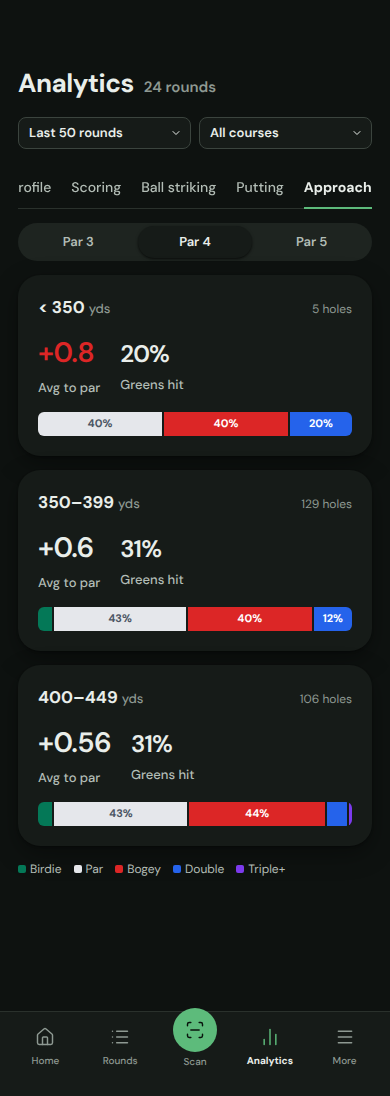 Analytics 24 rounds
Last 50 rounds All courses
rofile Scoring Ball striking Putting Approach
Par 3 Par 4 Par 5
< 350 yds 5 holes
+0.8 20%
Avg to par Greens hit
40% 40% 20%
350–399 yds 129 holes
+0.6 31%
Avg to par Greens hit
43% 40% 12%
400–449 yds 106 holes
+0.56 31%
Avg to par Greens hit
43% 44%
Birdie Par Bogey Double Triple+
Home Rounds Scan Analytics More